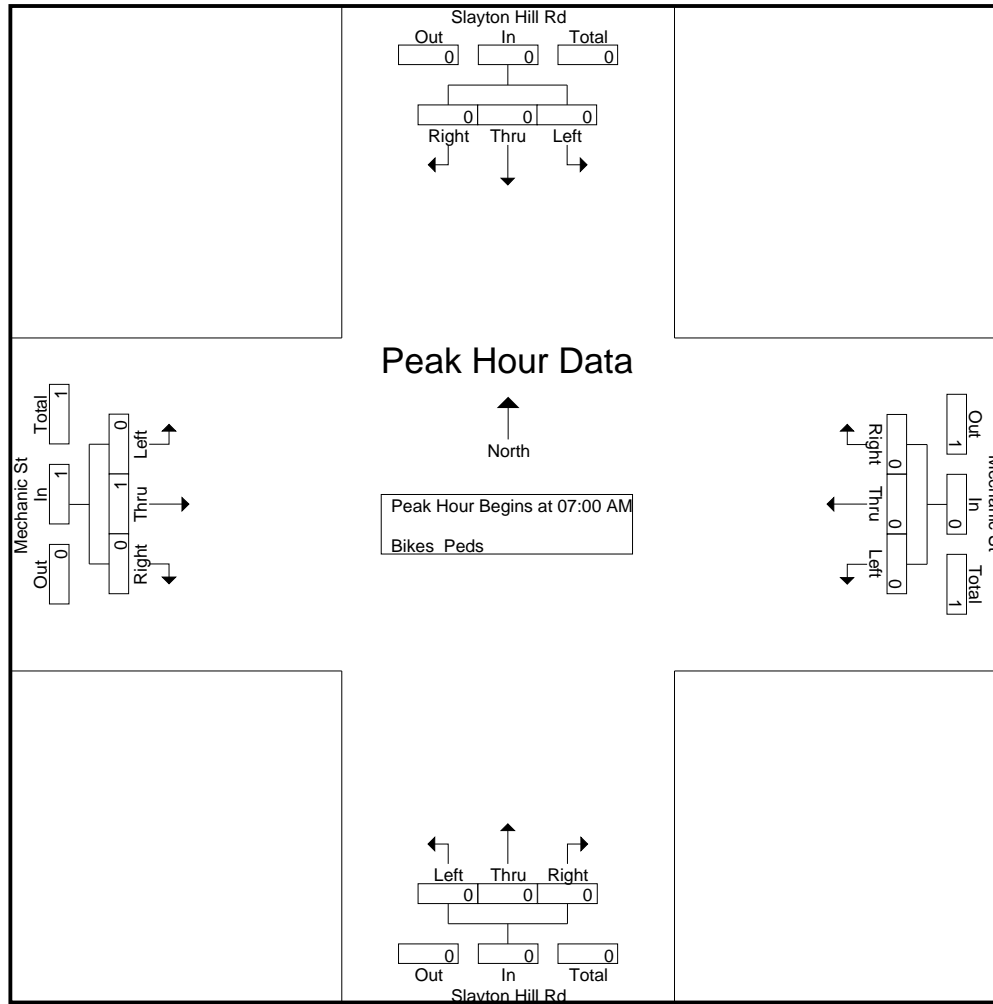 Slayton Hill Rd
Out In Total
0 0 0
0 0 0
Right Thru Left
Peak Hour Data
North
Peak Hour Begins at 07:00 AM
Bikes Peds
Mechanic St
Total In Out
1 1 0
0 1 0
Left Thru Right
Mechanic St
Out In Total
1 0 1
0 0 0
Right Thru Left
Left Thru Right
0 0 0
0 0 0
Out In Total
Slayton Hill Rd